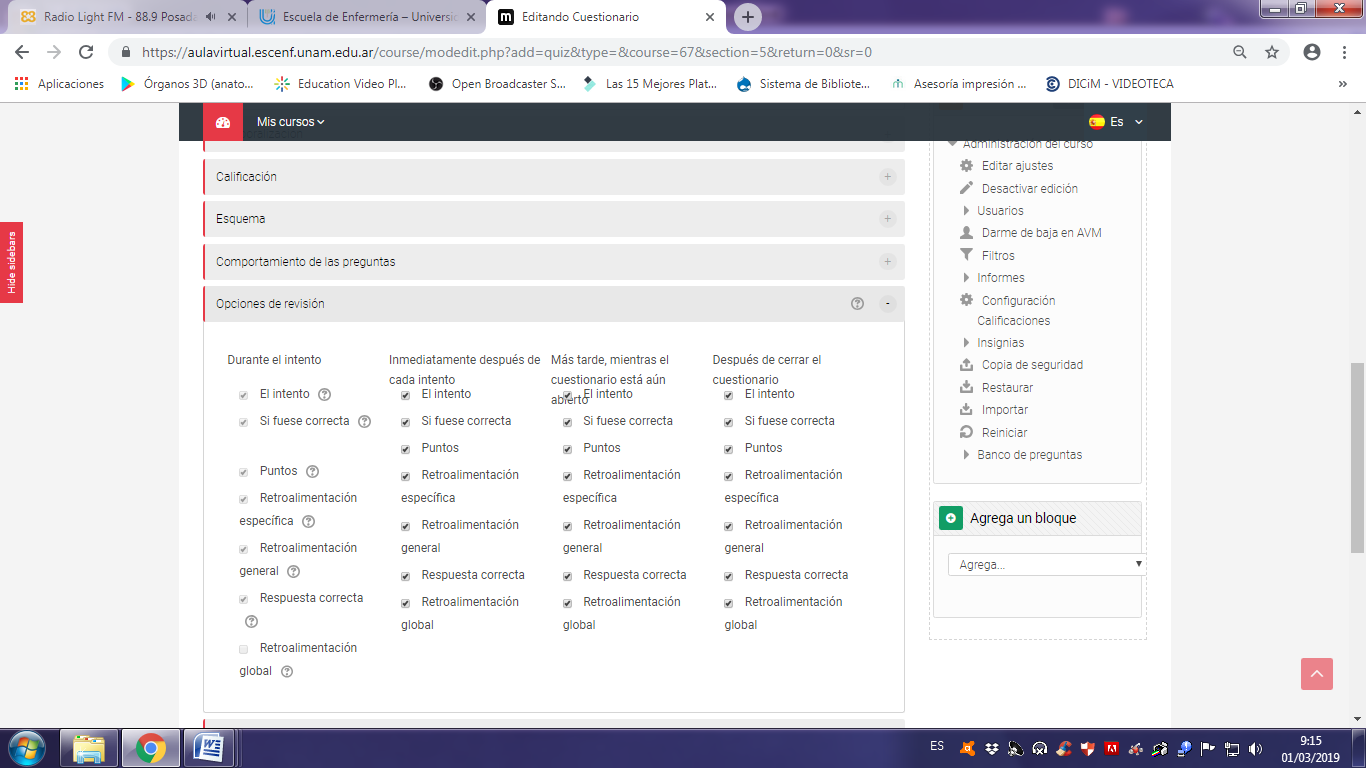 Radio Light FM - 88.9 Posada
Escuela de Enfermería – Universi
Editando Cuestionario
https://aulavirtual.escenf.unam.edu.ar/course/modedit.php?add=quiz&type=&course=67&section=5&return=0&sr=0
Aplicaciones
Órganos 3D (anato...
Education Video Pl...
Open Broadcaster S...
Las 15 Mejores Plat...
Sistema de Bibliote...
Asesoría impresión ...
DICiM - VIDEOTECA
»
Mis cursos
Es
Hide sidebars
Calificación
Esquema
Comportamiento de las preguntas
Opciones de revisión
Durante el intento
El intento
Si fuese correcta
Puntos
Retroalimentación
específica
Retroalimentación
general
Respuesta correcta
Retroalimentación
global
Inmediatamente después de
cada intento
El intento
Si fuese correcta
Puntos
Retroalimentación
específica
Retroalimentación
general
Respuesta correcta
Retroalimentación
global
Más tarde, mientras el
cuestionario está aún
abierto
El intento
Si fuese correcta
Puntos
Retroalimentación
específica
Retroalimentación
general
Respuesta correcta
Retroalimentación
global
Después de cerrar el
cuestionario
El intento
Si fuese correcta
Puntos
Retroalimentación
específica
Retroalimentación
general
Respuesta correcta
Retroalimentación
global
Administración del curso
Editar ajustes
Desactivar edición
Usuarios
Darme de baja en AVM
Filtros
Informes
Configuración
Calificaciones
Insignias
Copia de seguridad
Restaurar
Importar
Reiniciar
Banco de preguntas
Agrega un bloque
Agrega...
ES
9:15
01/03/2019